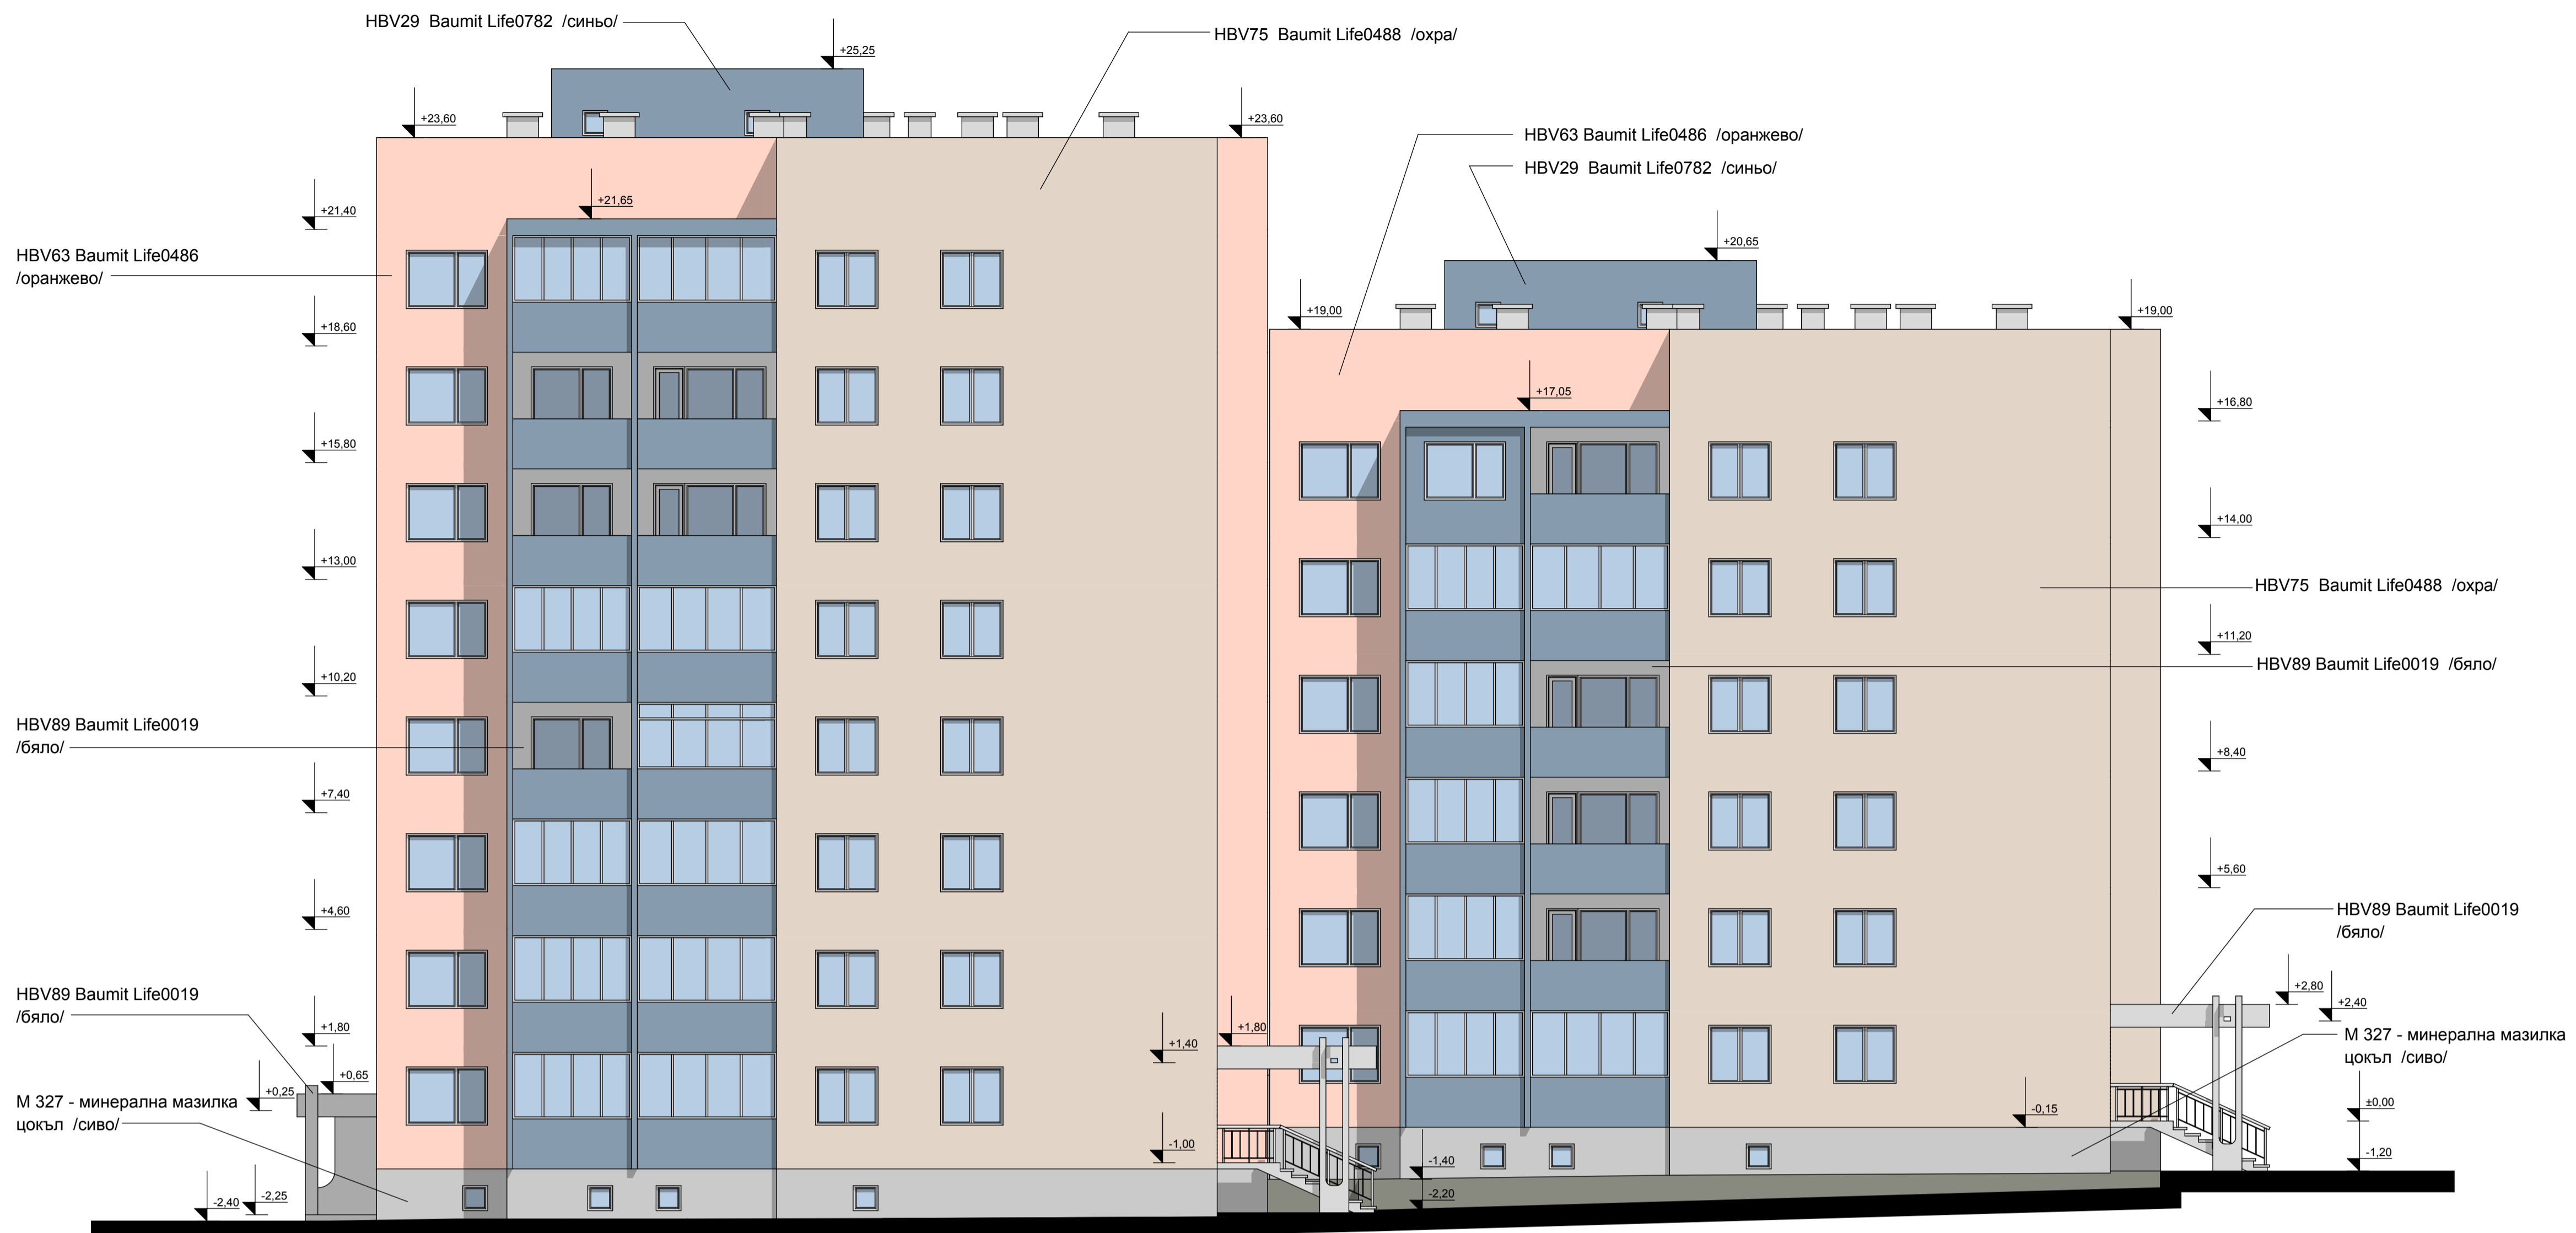 HBV29  Baumit Life0782  /синьо/
+25,25
HBV75  Baumit Life0488  /охра/
+23,60
+23,60
HBV63 Baumit Life0486  /оранжево/
HBV29  Baumit Life0782  /синьо/
+21,65
+21,40
+20,65
HBV63 Baumit Life0486
/оранжево/
+19,00
+19,00
+18,60
+17,05
+16,80
+15,80
+14,00
+13,00
HBV75  Baumit Life0488  /охра/
+11,20
HBV89 Baumit Life0019  /бяло/
+10,20
HBV89 Baumit Life0019
/бяло/
+8,40
+7,40
+5,60
+4,60
HBV89 Baumit Life0019
/бяло/
HBV89 Baumit Life0019
/бяло/
+2,80
+2,40
+1,80
+1,80
+1,40
М 327 - минерална мазилка
цокъл  /сиво/
+0,65
+0,25
М 327 - минерална мазилка
цокъл  /сиво/
±0,00
-0,15
-1,00
-1,20
-1,40
-2,20
-2,25
-2,40